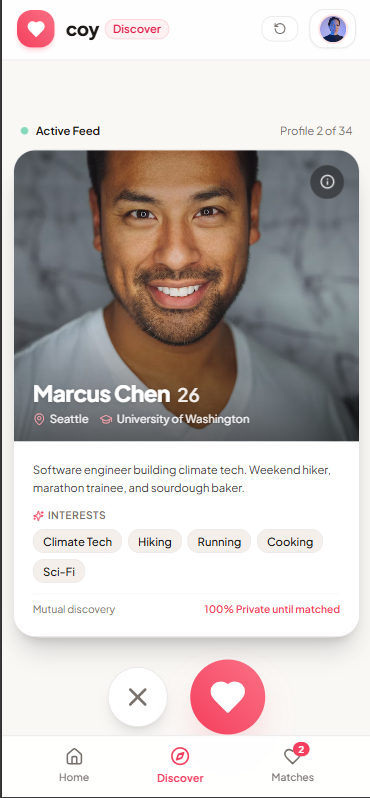 coy Discover
Active Feed Profile 2 of 34
Marcus Chen 26
Seattle University of Washington
Software engineer building climate tech. Weekend hiker,
marathon trainee, and sourdough baker.
INTERESTS
Climate Tech Hiking Running Cooking
Sci-Fi
Mutual discovery 100% Private until matched
2
Home Discover Matches